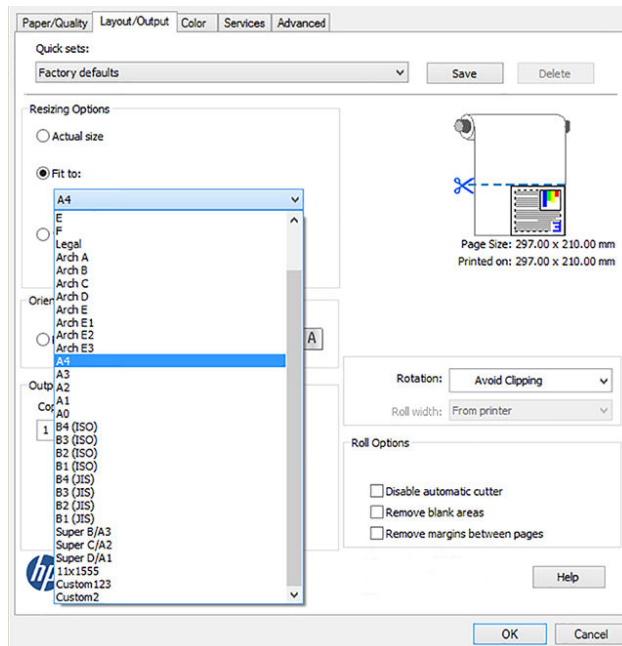 Paper/Quality Layout/Output Color Services Advanced
Quick sets:
Factory defaults
Save
Delete
Resizing Options
Actual size
Fit to:
A4
E
F
Legal
Arch A
Arch B
Arch C
Arch D
Arch E
Arch E1
Arch E2
Arch E3
A4
A3
A2
A1
A0
B4 (ISO)
B3 (ISO)
B2 (ISO)
B1 (ISO)
B4 (JIS)
B3 (JIS)
B2 (JIS)
B1 (JIS)
Super B/A3
Super C/A2
Super D/A1
11x1555
Custom123
Custom2
Orien
A
Outp
Co
1
hp
Page Size: 297.00 x 210.00 mm
Printed on: 297.00 x 210.00 mm
Rotation: Avoid Clipping
Roll width: From printer
Roll Options
Disable automatic cutter
Remove blank areas
Remove margins between pages
Help
OK
Cancel